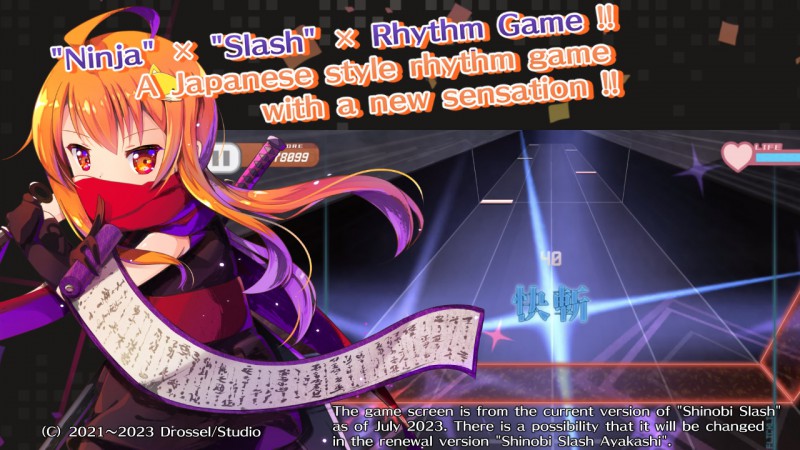 "Ninja" × "Slash" × Rhythm Game !!
A Japanese style rhythm game
with a new sensation !!
8099
LIFE
40
快斬
The game screen is from the current version of "Shinobi Slash"
as of July 2023. There is a possibility that it will be changed
in the renewal version "Shinobi Slash Ayakashi".
(C) 2021~2023 Drossel/Studio